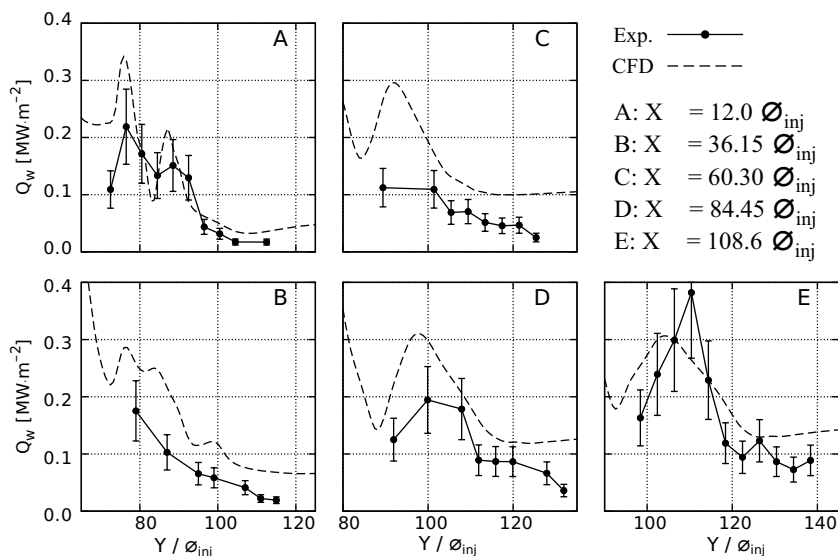 0.4
0.3
0.2
0.1
0.0
Q_w [MW·m⁻²]
A
C
Exp.
CFD
A: X = 12.0 Ø_inj
B: X = 36.15 Ø_inj
C: X = 60.30 Ø_inj
D: X = 84.45 Ø_inj
E: X = 108.6 Ø_inj
0.4
0.3
0.2
0.1
0.0
Q_w [MW·m⁻²]
B
D
E
80 100 120
80 100 120
100 120 140
Y / ø_inj
Y / ø_inj
Y / ø_inj